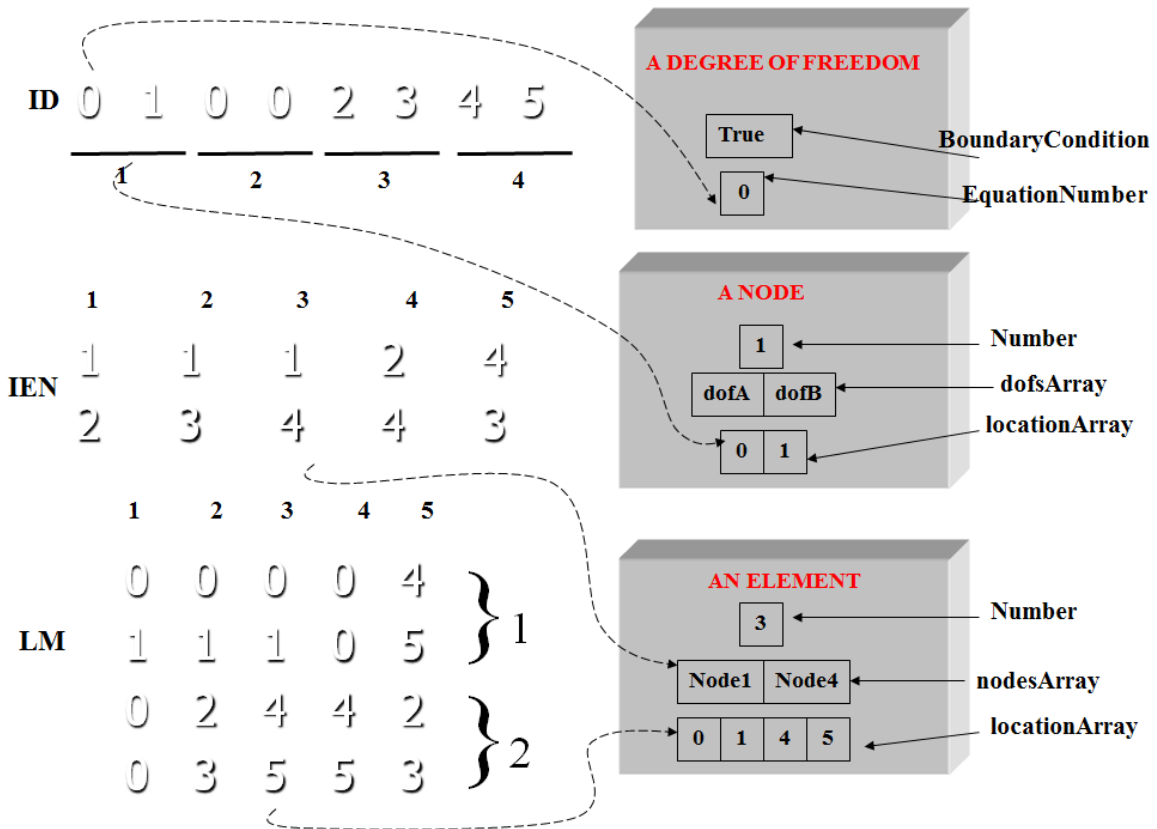 A DEGREE OF FREEDOM
ID 0 1 0 0 2 3 4 5
True
BoundaryCondition
1 2 3 4
0
EquationNumber
A NODE
1 2 3 4 5
1
Number
IEN
1 1 1 2 4
2 3 4 4 3
dofA dofB
dofsArray
0 1
locationArray
1 2 3 4 5
AN ELEMENT
LM
0 0 0 0 4
1 1 1 0 5
1
0 2 4 4 2
0 3 5 5 3
2
3
Number
Node1 Node4
nodesArray
0 1 4 5
locationArray